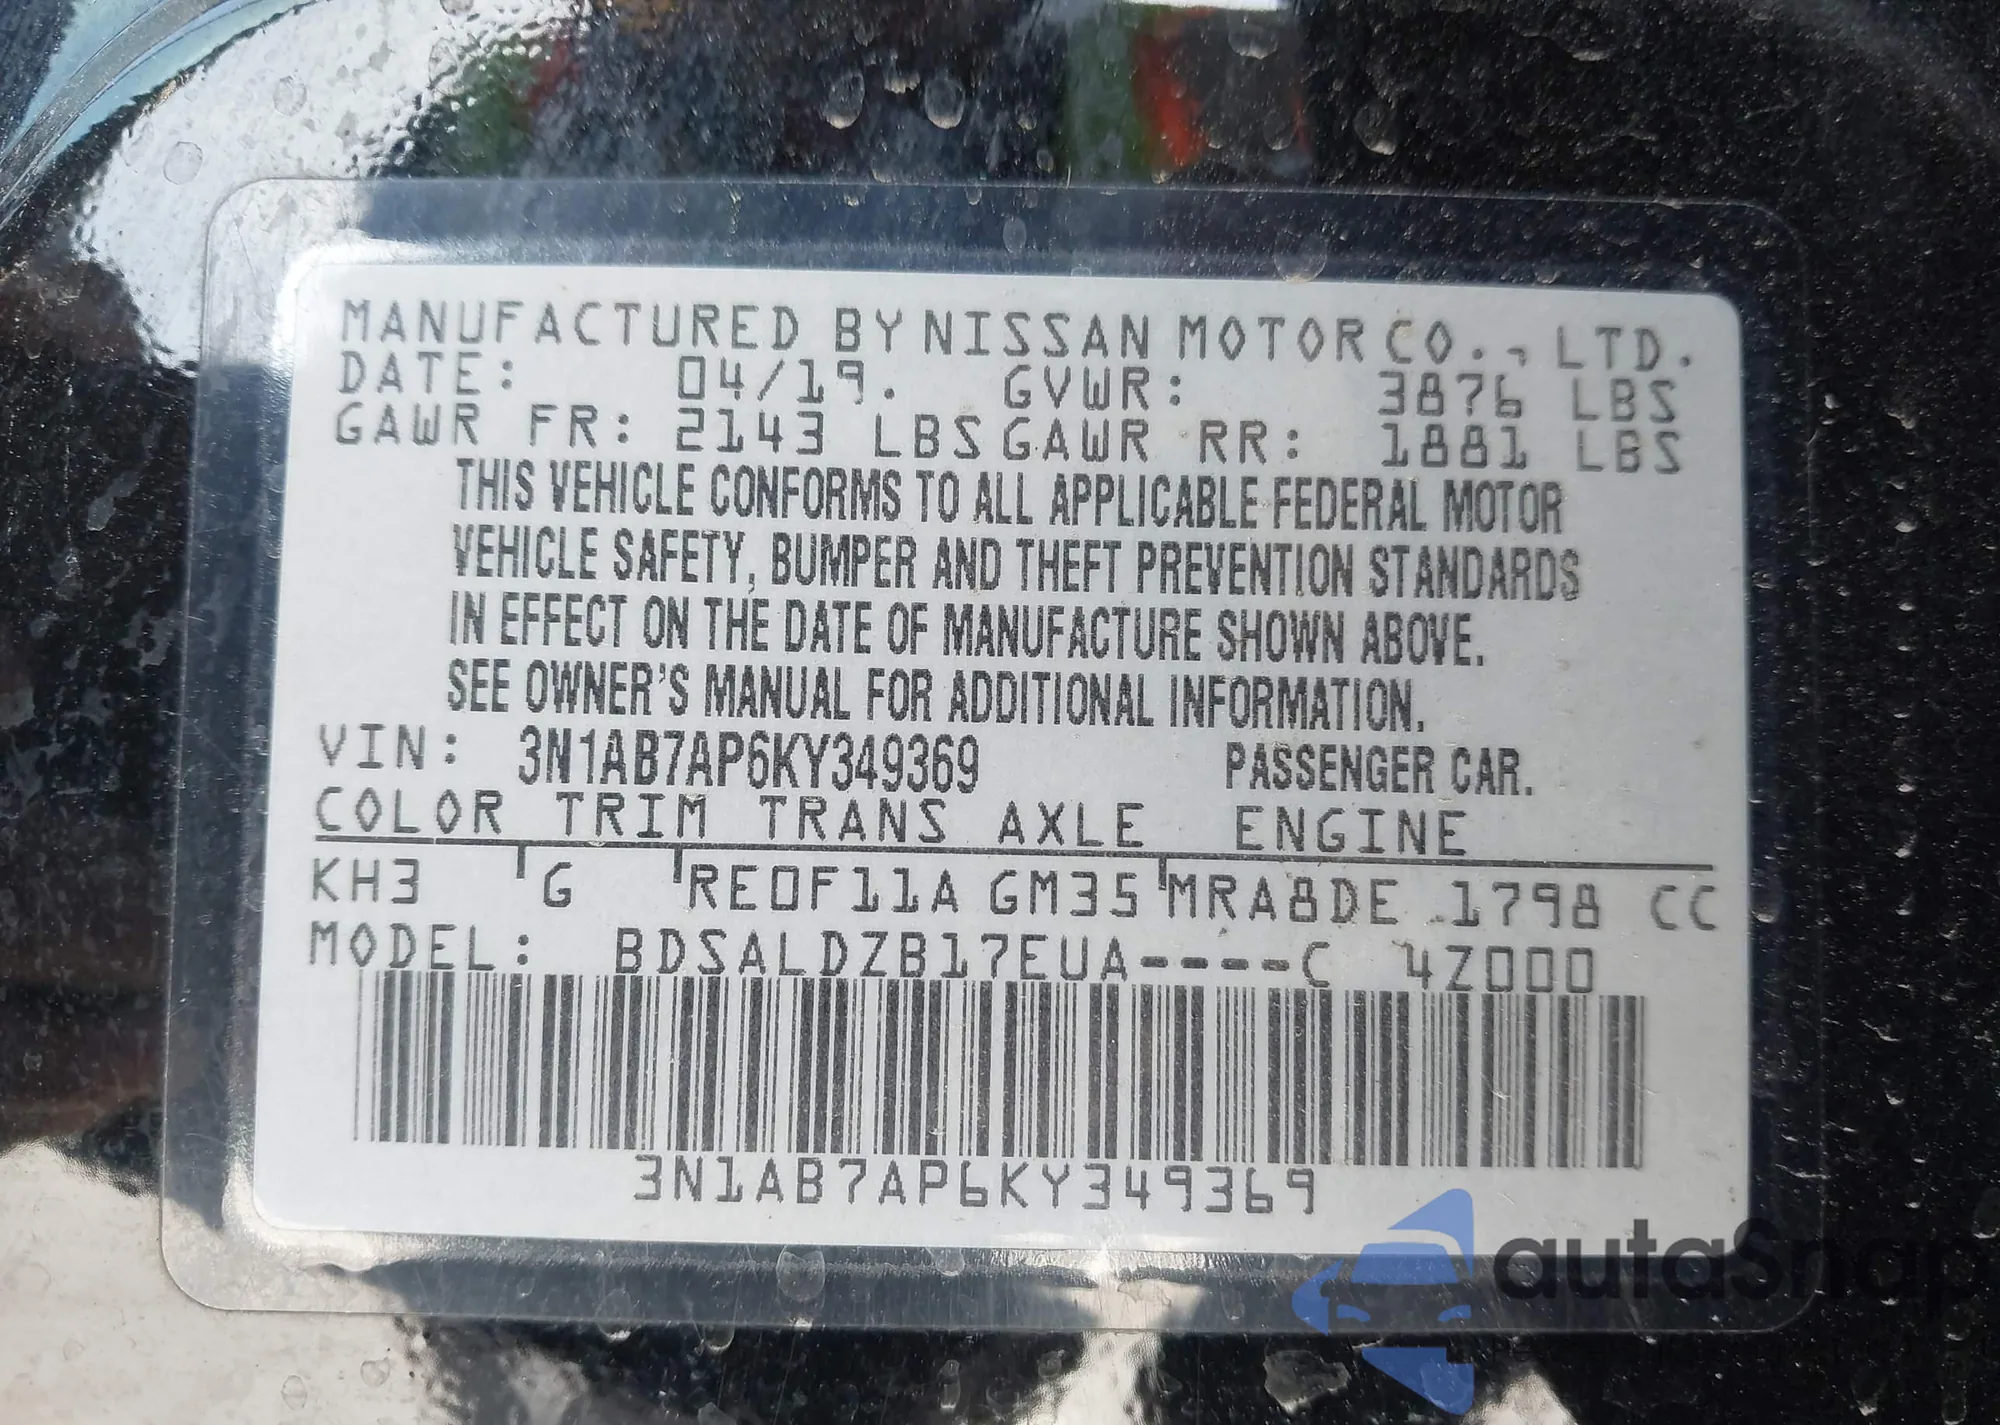 MANUFACTURED BY NISSAN MOTOR CO., LTD.
DATE: 04/19. GVWR: 3876 LBS
GAWR FR: 2143 LBS GAWR RR: 1881 LBS
THIS VEHICLE CONFORMS TO ALL APPLICABLE FEDERAL MOTOR
VEHICLE SAFETY, BUMPER AND THEFT PREVENTION STANDARDS
IN EFFECT ON THE DATE OF MANUFACTURE SHOWN ABOVE.
SEE OWNER'S MANUAL FOR ADDITIONAL INFORMATION.
VIN: 3N1AB7AP6KY349369 PASSENGER CAR.
COLOR TRIM TRANS AXLE ENGINE
KH3 G RE0F11A GM35 MRA8DE 1798 CC
MODEL: BDSALDZB17EUA----C 4Z000
3N1AB7AP6KY349369
autaSnap